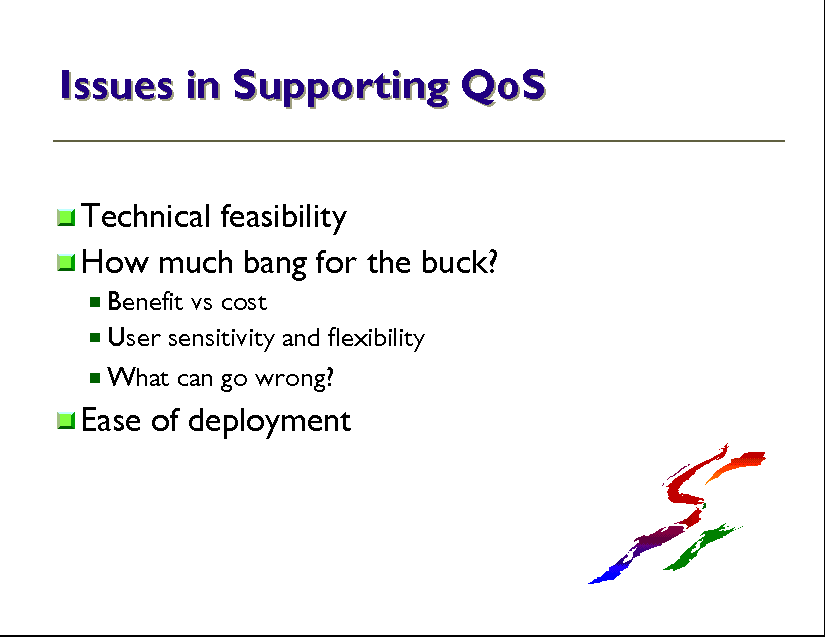 Issues in Supporting QoS
Technical feasibility
How much bang for the buck?
Benefit vs cost
User sensitivity and flexibility
What can go wrong?
Ease of deployment